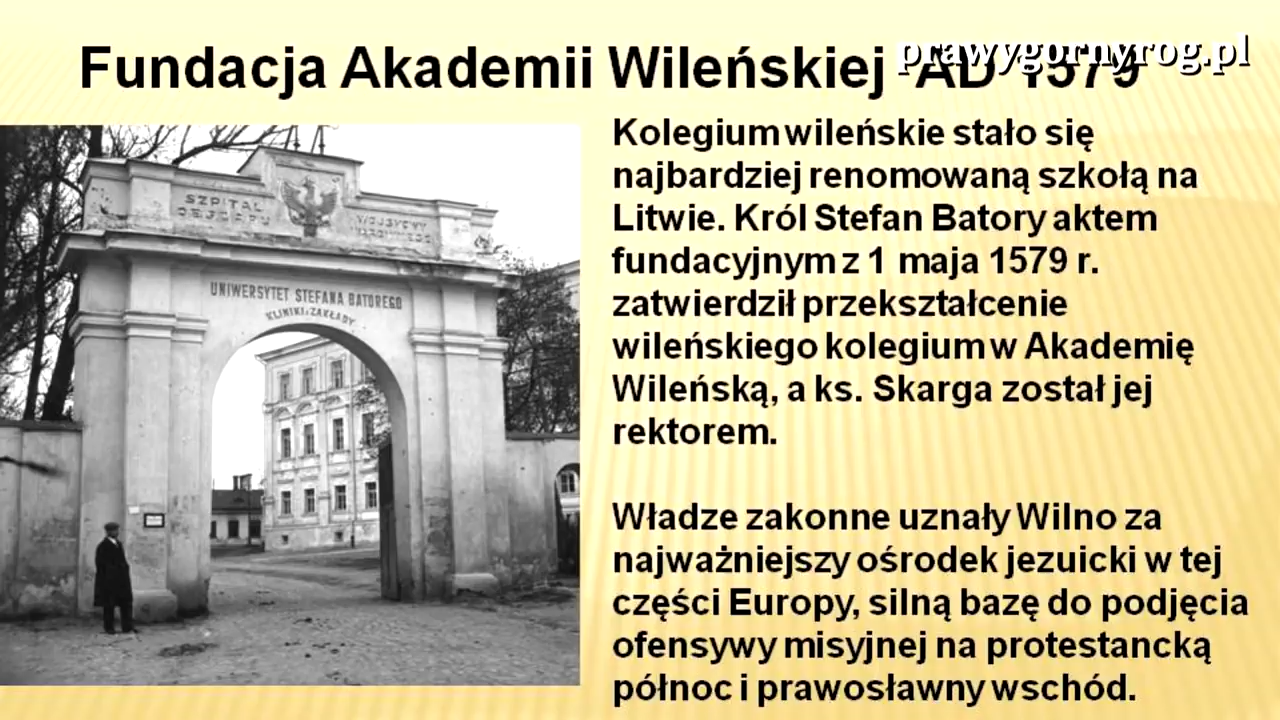 Fundacja Akademii Wileńskiej AD 1579
prawygornyrog.pl
SZPITAL
WOJSKOWY
UNIWERSYTET STEFANA BATOREGO
KLINIKI i ZAKŁADY
Kolegium wileńskie stało się
najbardziej renomowaną szkołą na
Litwie. Król Stefan Batory aktem
fundacyjnym z 1 maja 1579 r.
zatwierdził przekształcenie
wileńskiego kolegium w Akademię
Wileńską, a ks. Skarga został jej
rektorem.
Władze zakonne uznały Wilno za
najważniejszy ośrodek jezuicki w tej
części Europy, silną bazę do podjęcia
ofensywy misyjnej na protestancką
północ i prawosławny wschód.